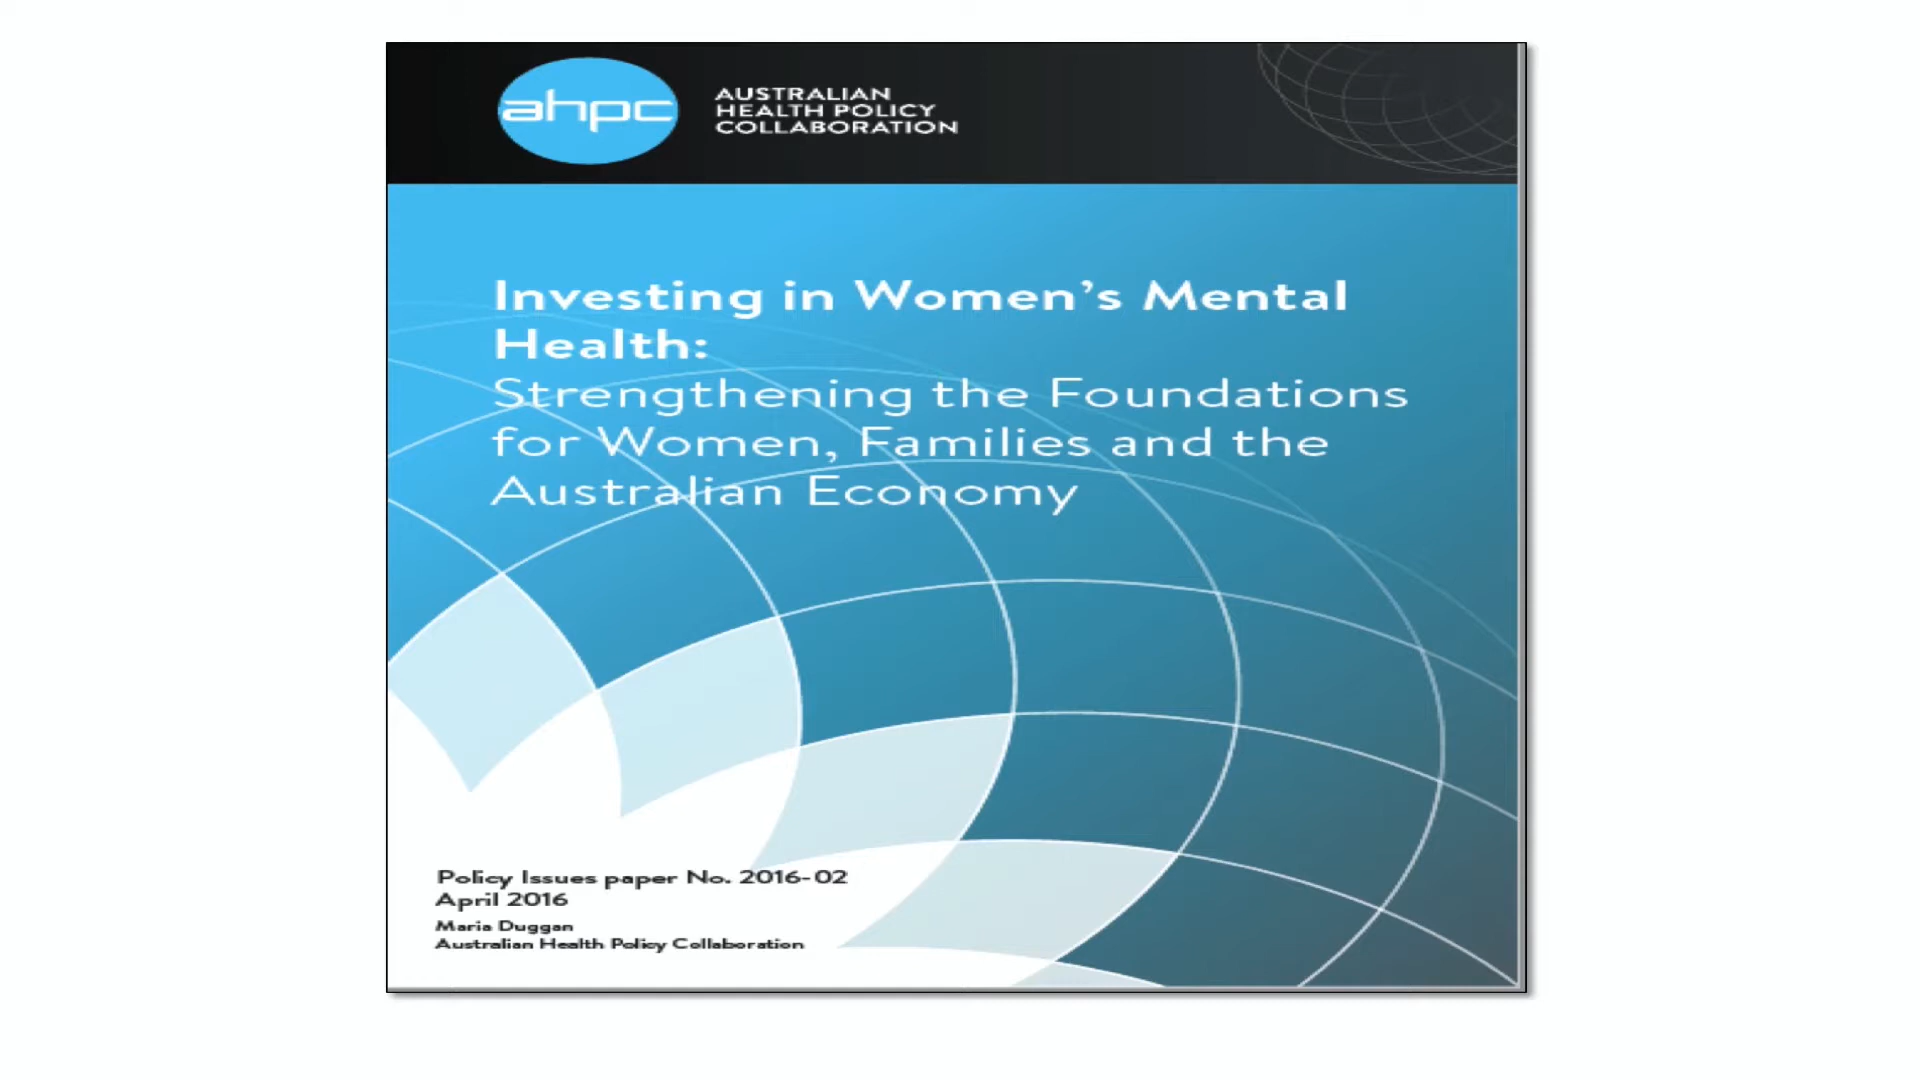 ahpc
AUSTRALIAN
HEALTH POLICY
COLLABORATION
Investing in Women's Mental
Health:
Strengthening the Foundations
for Women, Families and the
Australian Economy
Policy Issues paper No. 2016-02
April 2016
Maria Duggan
Australian Health Policy Collaboration